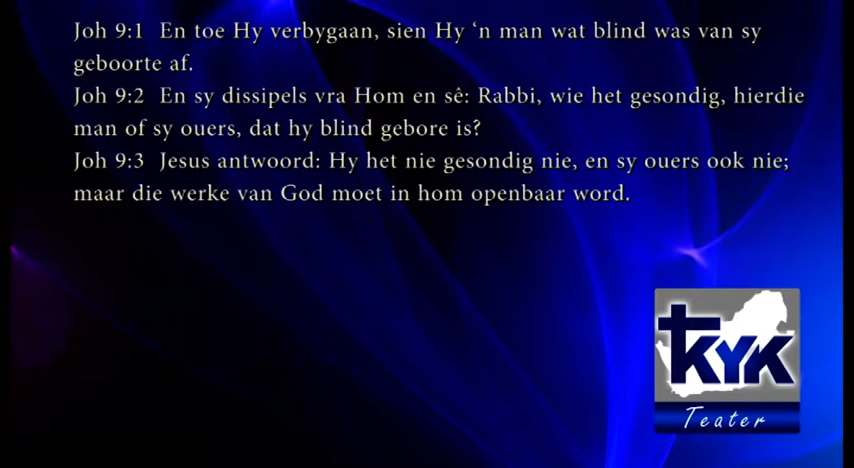 Joh 9:1 En toe Hy verbygaan, sien Hy ‘n man wat blind was van sy
geboorte af.
Joh 9:2 En sy dissipels vra Hom en sê: Rabbi, wie het gesondig, hierdie
man of sy ouers, dat hy blind gebore is?
Joh 9:3 Jesus antwoord: Hy het nie gesondig nie, en sy ouers ook nie;
maar die werke van God moet in hom openbaar word.
KYK
Teater